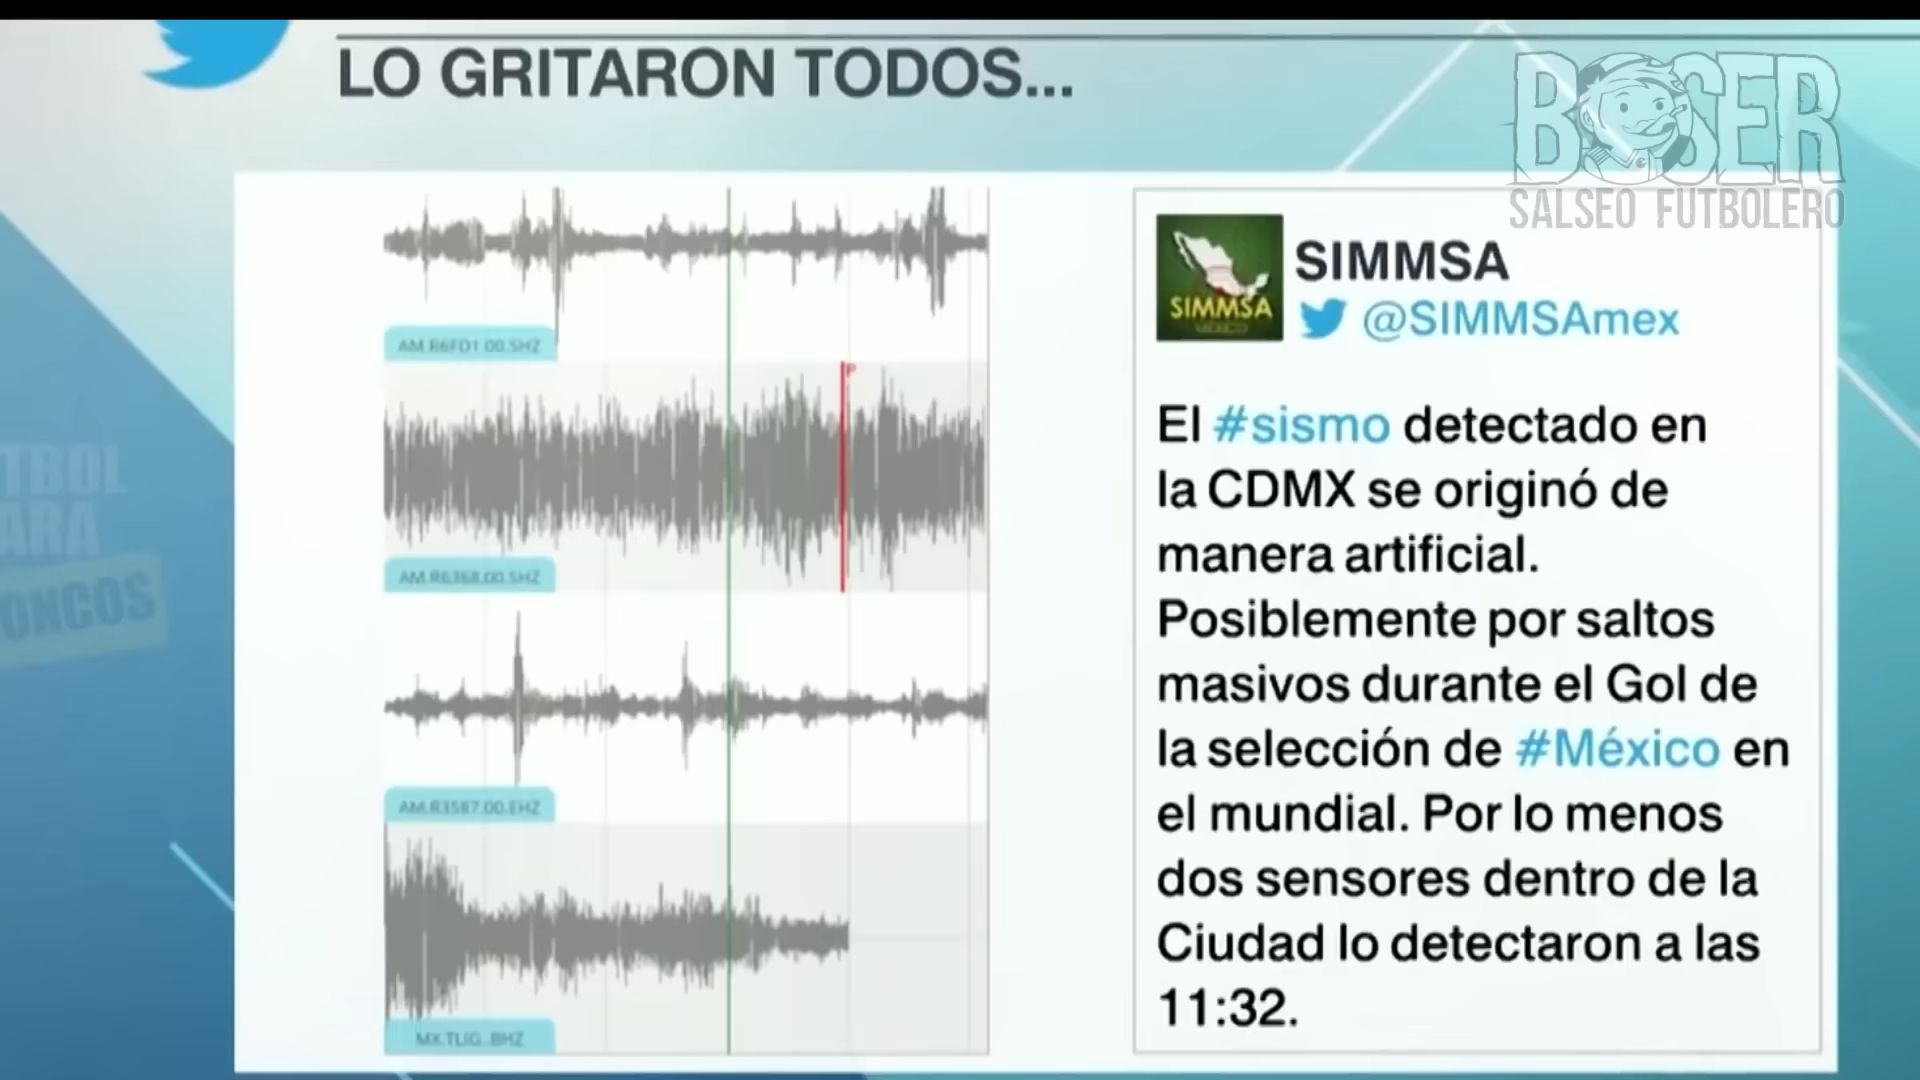 LO GRITARON TODOS...
BOSER
SALSEO FUTBOLERO
AM.R6FD1.00.SHZ
AM.R6368.00.SHZ
AM.R3587.00.EHZ
MX.TLIG..BHZ
P
SIMMSA
MÉXICO
SIMMSA
@SIMMSAmex
El #sismo detectado en
la CDMX se originó de
manera artificial.
Posiblemente por saltos
masivos durante el Gol de
la selección de #México en
el mundial. Por lo menos
dos sensores dentro de la
Ciudad lo detectaron a las
11:32.